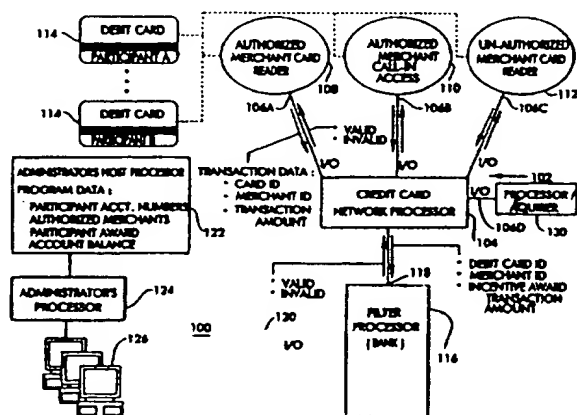 114
DEBIT CARD
PARTICIPANT A
114
DEBIT CARD
PARTICIPANT B
AUTHORIZED
MERCHANT CARD
READER
108
AUTHORIZED
MERCHANT
CALL-IN
ACCESS
110
UN-AUTHORIZED
MERCHANT CARD
READER
112
106A
106B
106C
• VALID
• INVALID
I/O
I/O
I/O
TRANSACTION DATA :
• CARD ID
• MERCHANT ID
• TRANSACTION
AMOUNT
ADMINISTRATORS HOST PROCESSOR
PROGRAM DATA :
PARTICIPANT ACCT. NUMBERS
AUTHORIZED MERCHANTS
PARTICIPANT AWARD
ACCOUNT BALANCE
122
CREDIT CARD
NETWORK PROCESSOR
102
I/O
106D
104
PROCESSOR /
AQUIRER
130
118
• DEBIT CARD ID
• MERCHANT ID
• INCENTIVE AWARD
TRANSACTION
AMOUNT
• VALID
• INVALID
ADMINISTRATOR'S
PROCESSOR
124
126
100
120
I/O
FILTER
PROCESSOR
(BANK)
116